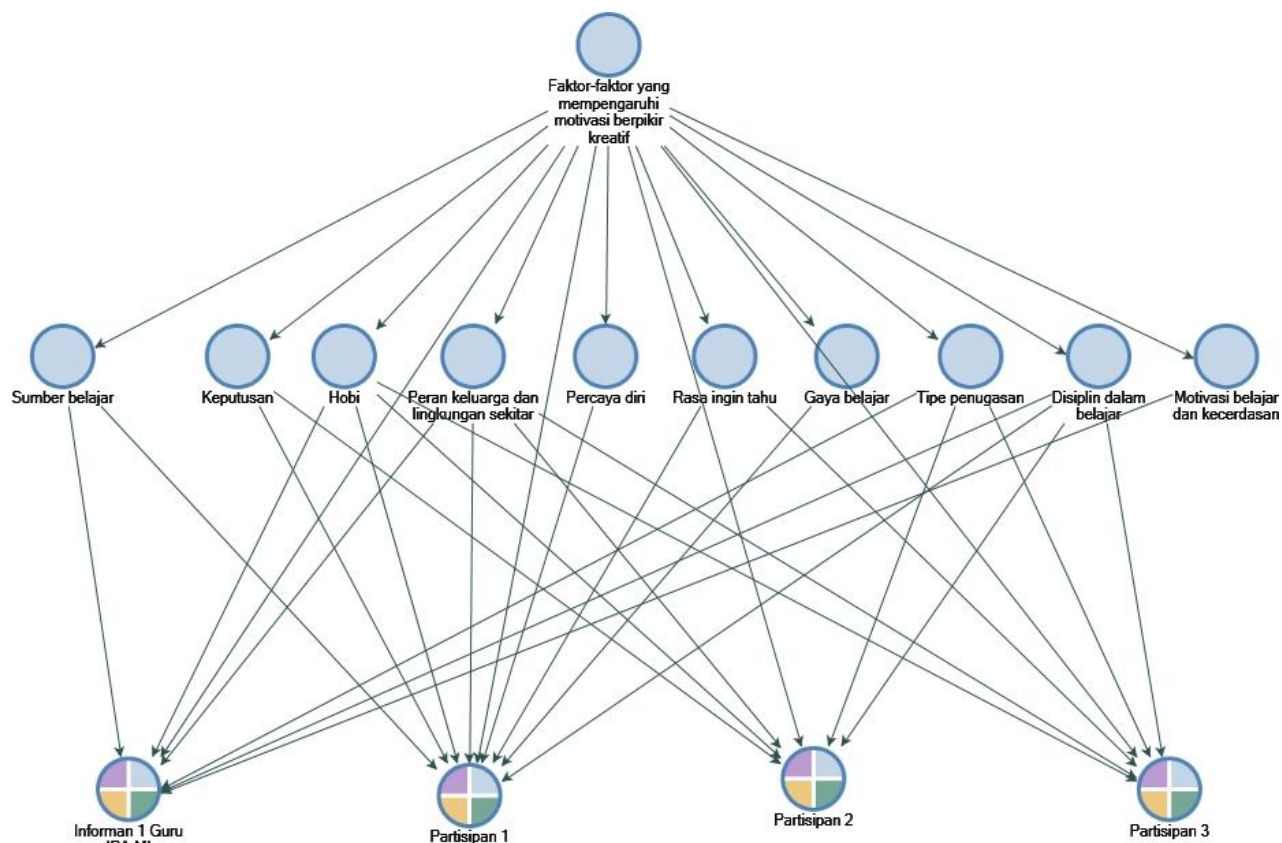 Faktor-faktor yang
mempengaruhi
motivasi berpikir
kreatif
Sumber belajar
Keputusan
Hobi
Peran keluarga dan
lingkungan sekitar
Percaya diri
Rasa ingin tahu
Gaya belajar
Tipe penugasan
Disiplin dalam
belajar
Motivasi belajar
dan kecerdasan
Informan 1 Guru
Partisipan 1
Partisipan 2
Partisipan 3